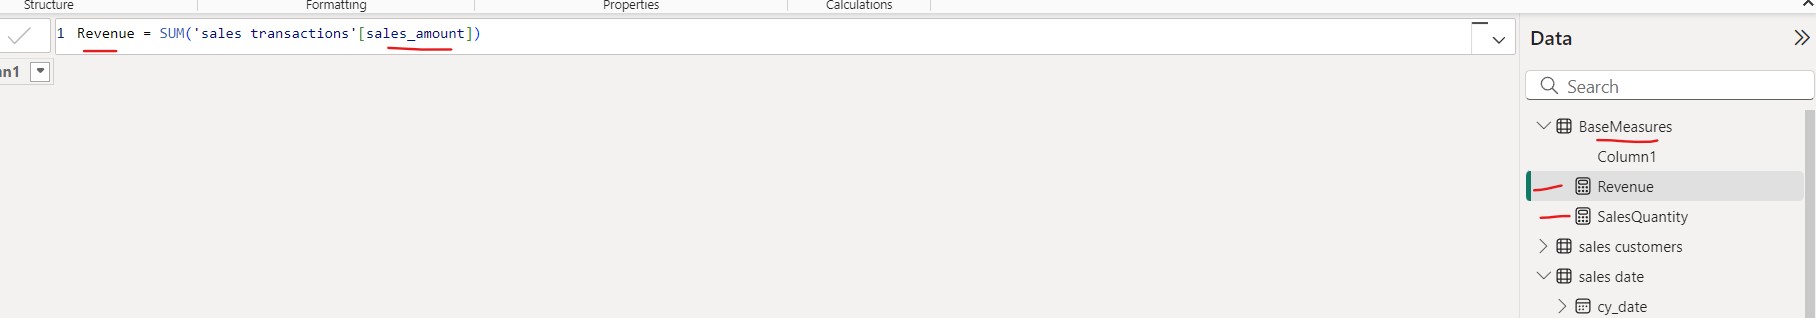 Structure Formatting Properties Calculations
1 Revenue = SUM('sales transactions'[sales_amount])
Data
n1
Search
BaseMeasures
Column1
Revenue
SalesQuantity
sales customers
sales date
cy_date